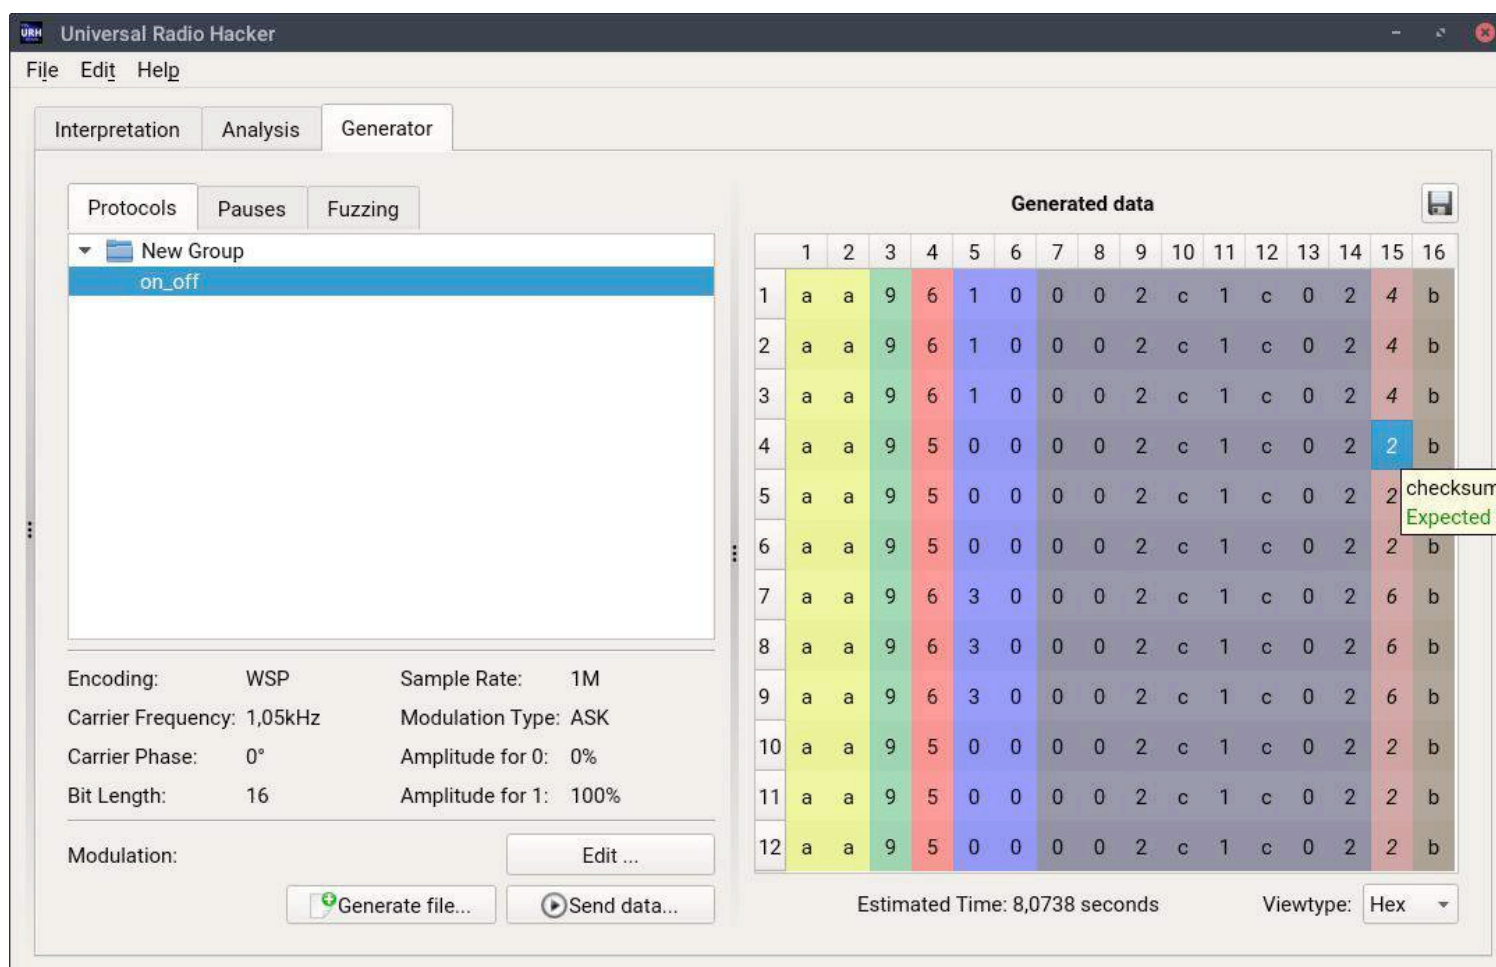 URH Universal Radio Hacker
File Edit Help
Interpretation Analysis Generator
Protocols Pauses Fuzzing
New Group
on_off
Encoding: WSP Sample Rate: 1M
Carrier Frequency: 1,05kHz Modulation Type: ASK
Carrier Phase: 0° Amplitude for 0: 0%
Bit Length: 16 Amplitude for 1: 100%
Modulation: Edit ...
Generate file... Send data...
Generated data
1 2 3 4 5 6 7 8 9 10 11 12 13 14 15 16
1 a a 9 6 1 0 0 0 2 c 1 c 0 2 4 b
2 a a 9 6 1 0 0 0 2 c 1 c 0 2 4 b
3 a a 9 6 1 0 0 0 2 c 1 c 0 2 4 b
4 a a 9 5 0 0 0 0 2 c 1 c 0 2 2 b
5 a a 9 5 0 0 0 0 2 c 1 c 0 2 2
checksum
Expected
6 a a 9 5 0 0 0 0 2 c 1 c 0 2 2 b
7 a a 9 6 3 0 0 0 2 c 1 c 0 2 6 b
8 a a 9 6 3 0 0 0 2 c 1 c 0 2 6 b
9 a a 9 6 3 0 0 0 2 c 1 c 0 2 6 b
10 a a 9 5 0 0 0 0 2 c 1 c 0 2 2 b
11 a a 9 5 0 0 0 0 2 c 1 c 0 2 2 b
12 a a 9 5 0 0 0 0 2 c 1 c 0 2 2 b
Estimated Time: 8,0738 seconds Viewtype: Hex